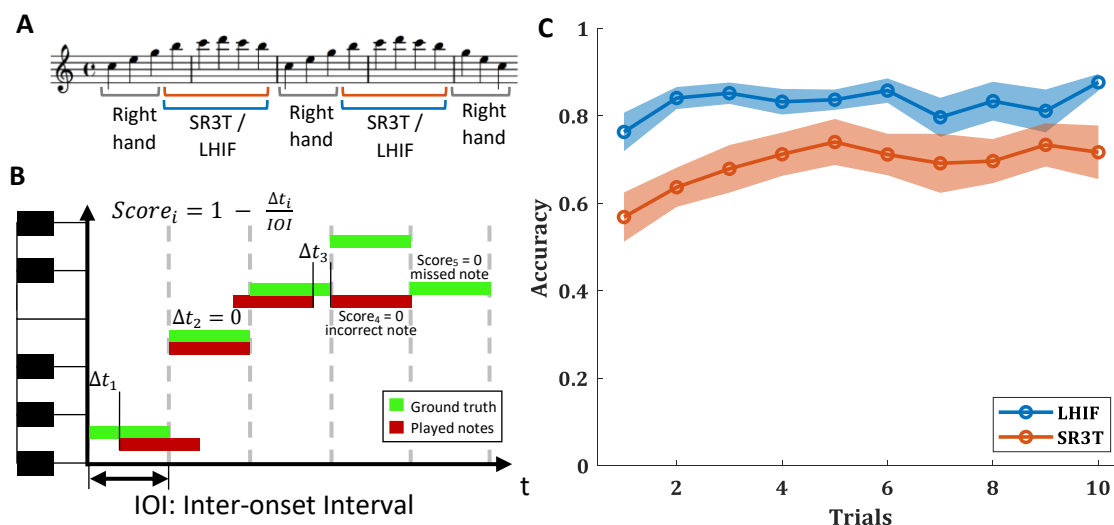 A
Right
hand
SR3T /
LHIF
Right
hand
SR3T /
LHIF
Right
hand
B
Score_i = 1 − Δt_i / IOI
Δt_1
Δt_2 = 0
Δt_3
Score₅ = 0
missed note
Score₄ = 0
incorrect note
Ground truth
Played notes
t
IOI: Inter-onset Interval
C
1
0.8
0.6
0.4
0.2
0
Accuracy
2 4 6 8 10
Trials
LHIF
SR3T